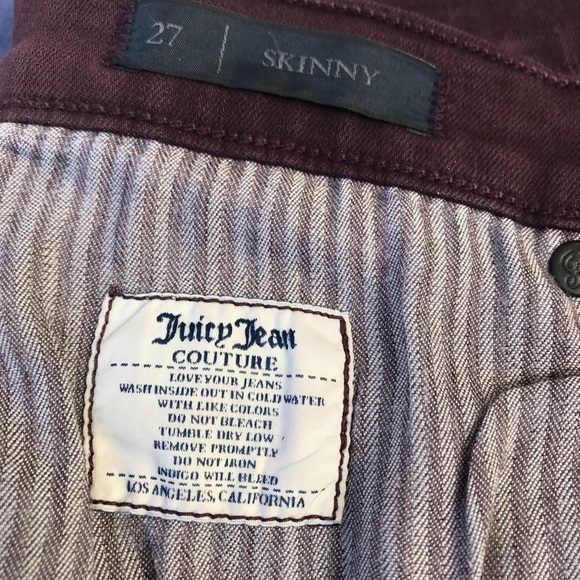 27 | SKINNY
Juicy Jean
COUTURE
LOVE YOUR JEANS
WASH INSIDE OUT IN COLD WATER
WITH LIKE COLORS
DO NOT BLEACH
TUMBLE DRY LOW
REMOVE PROMPTLY
DO NOT IRON
INDIGO WILL BLEED
LOS ANGELES, CALIFORNIA